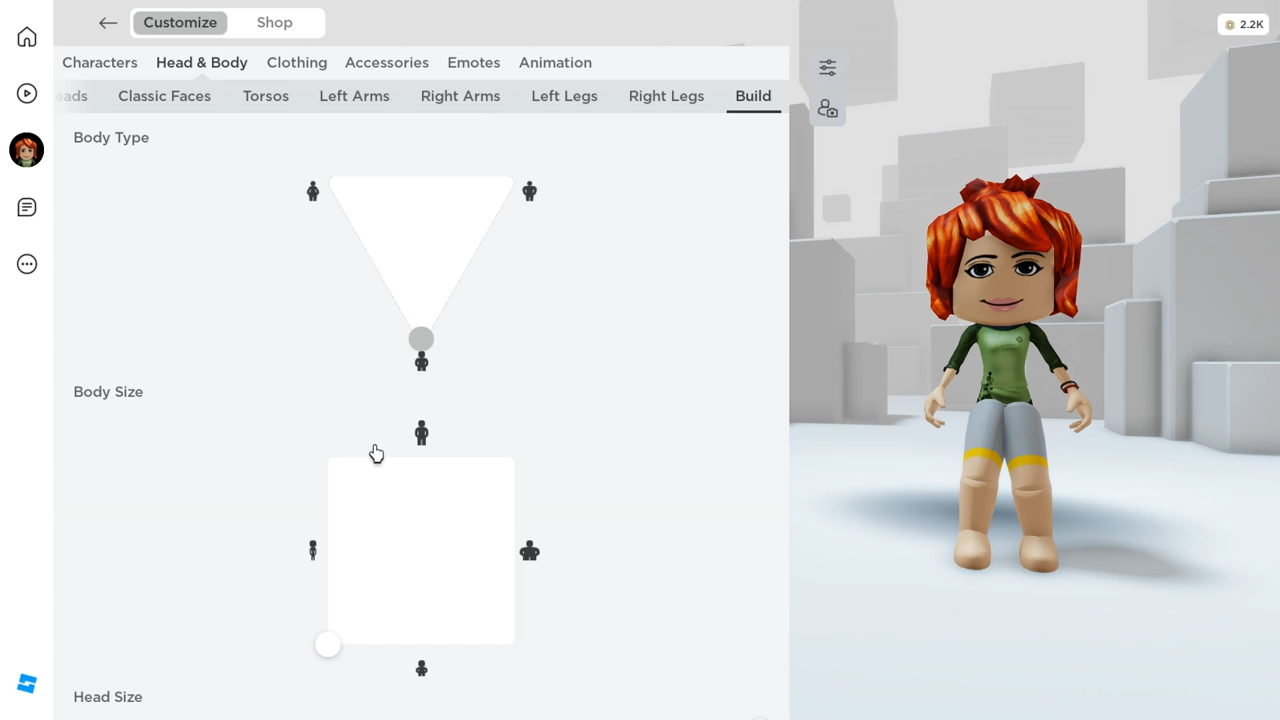 Customize Shop
2.2K
Characters Head & Body Clothing Accessories Emotes Animation
eads Classic Faces Torsos Left Arms Right Arms Left Legs Right Legs Build
Body Type
Body Size
Head Size